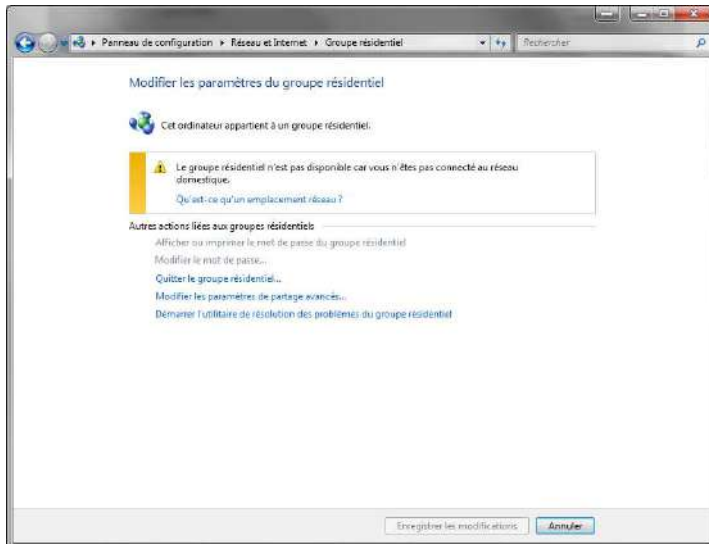 Panneau de configuration ▸ Réseau et Internet ▸ Groupe résidentiel
Rechercher
Modifier les paramètres du groupe résidentiel
Cet ordinateur appartient à un groupe résidentiel.
Le groupe résidentiel n'est pas disponible car vous n'êtes pas connecté au réseau
domestique.
Qu'est-ce qu'un emplacement réseau ?
Autres actions liées aux groupes résidentiels
Afficher ou imprimer le mot de passe du groupe résidentiel
Modifier le mot de passe...
Quitter le groupe résidentiel...
Modifier les paramètres de partage avancés...
Démarrer l'utilitaire de résolution des problèmes du groupe résidentiel
Enregistrer les modifications
Annuler